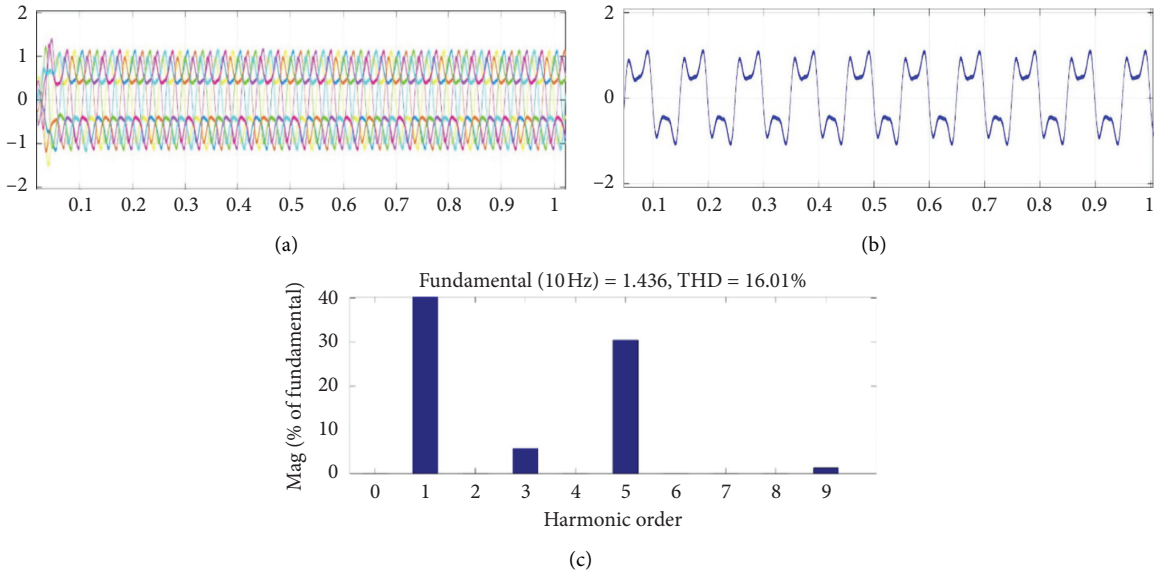 2
1
0
−1
−2
0.1 0.2 0.3 0.4 0.5 0.6 0.7 0.8 0.9 1
(a)
2
0
−2
0.1 0.2 0.3 0.4 0.5 0.6 0.7 0.8 0.9 1
(b)
Fundamental (10 Hz) = 1.436, THD = 16.01%
Mag (% of fundamental)
40
30
20
10
0
0 1 2 3 4 5 6 7 8 9
Harmonic order
(c)